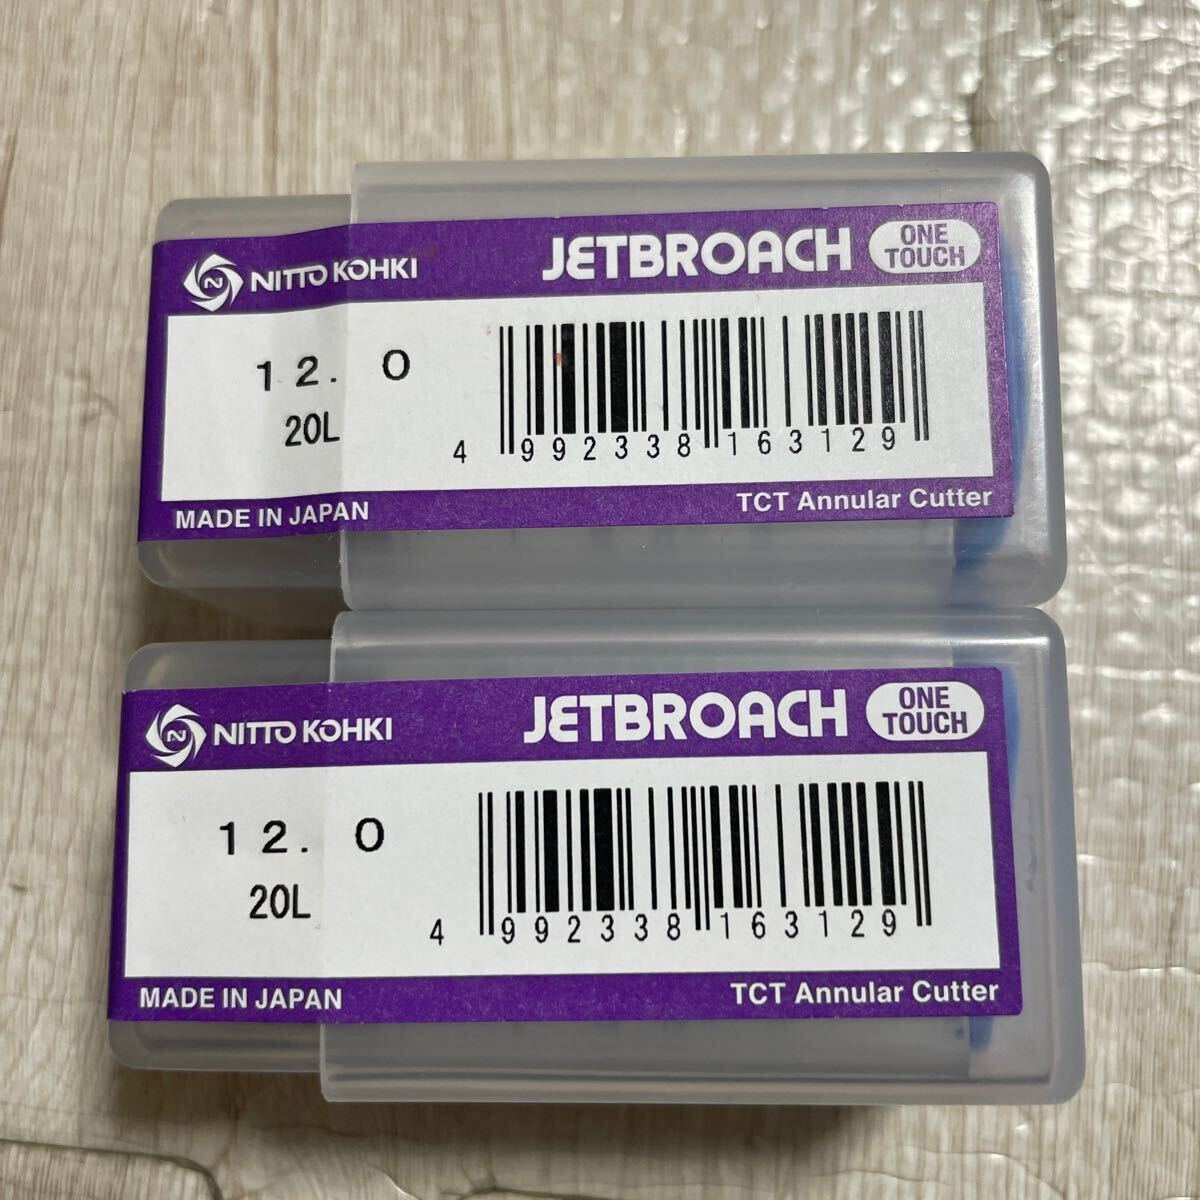 NITTO KOHKI
JETBROACH
ONE
TOUCH
12.0
20L
4 992338 163129
MADE IN JAPAN
TCT Annular Cutter
NITTO KOHKI
JETBROACH
ONE
TOUCH
12.0
20L
4 992338 163129
MADE IN JAPAN
TCT Annular Cutter